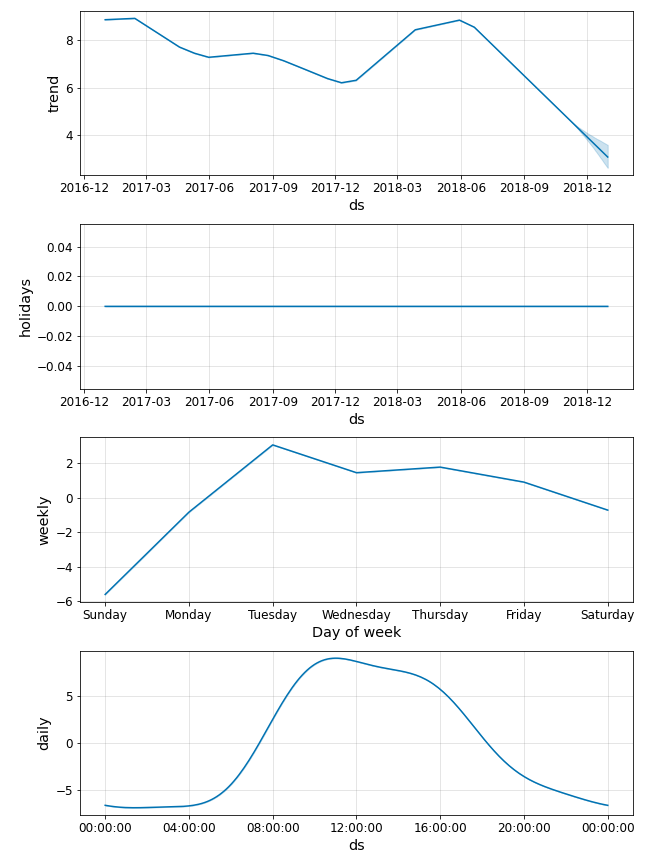 trend
8
6
4
2016-12 2017-03 2017-06 2017-09 2017-12 2018-03 2018-06 2018-09 2018-12
ds
holidays
0.04
0.02
0.00
−0.02
−0.04
2016-12 2017-03 2017-06 2017-09 2017-12 2018-03 2018-06 2018-09 2018-12
ds
weekly
2
0
−2
−4
−6
Sunday Monday Tuesday Wednesday Thursday Friday Saturday
Day of week
daily
5
0
−5
00:00:00 04:00:00 08:00:00 12:00:00 16:00:00 20:00:00 00:00:00
ds